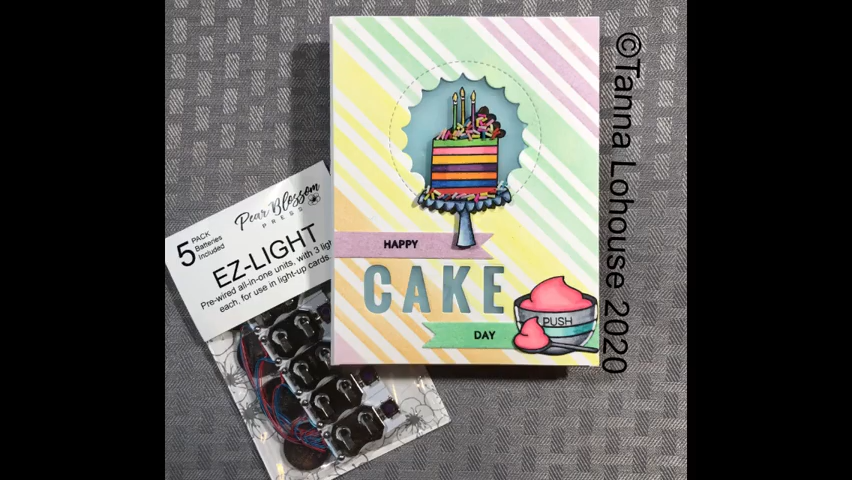 HAPPY
CAKE
DAY
PUSH
©Tanna Lohouse 2020
Pear Blossom
PRESS
5 PACK
Batteries
Included
EZ-LIGHT
Pre-wired all-in-one units, with 3 lig
each, for use in light-up cards.